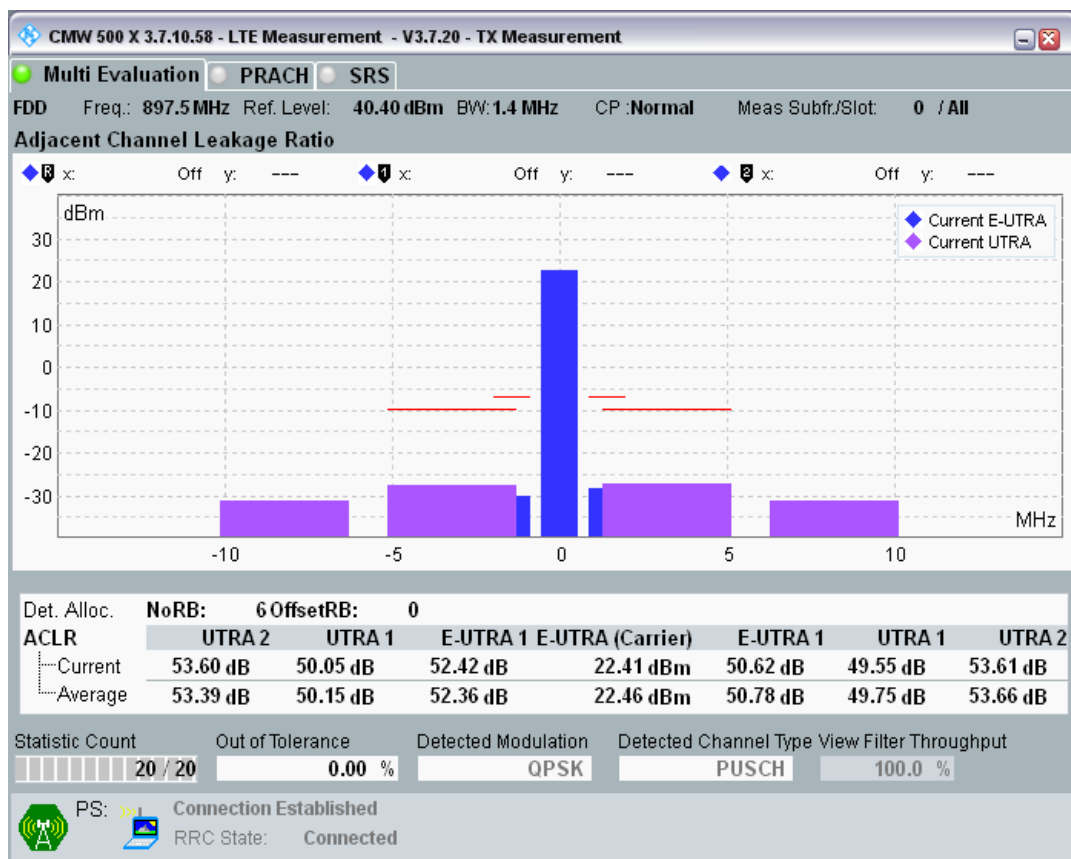 CMW 500 X 3.7.10.58 - LTE Measurement - V3.7.20 - TX Measurement
Multi Evaluation PRACH SRS
FDD Freq.: 897.5 MHz Ref. Level: 40.40 dBm BW: 1.4 MHz CP :Normal Meas Subfr./Slot: 0 / All
Adjacent Channel Leakage Ratio
R x: Off y: --- 1 x: Off y: --- 2 x: Off y: ---
dBm
Current E-UTRA
Current UTRA
30
20
10
0
-10
-20
-30
MHz
-10 -5 0 5 10
Det. Alloc. NoRB: 6 OffsetRB: 0
ACLR UTRA 2 UTRA 1 E-UTRA 1 E-UTRA (Carrier) E-UTRA 1 UTRA 1 UTRA 2
Current 53.60 dB 50.05 dB 52.42 dB 22.41 dBm 50.62 dB 49.55 dB 53.61 dB
Average 53.39 dB 50.15 dB 52.36 dB 22.46 dBm 50.78 dB 49.75 dB 53.66 dB
Statistic Count Out of Tolerance Detected Modulation Detected Channel Type View Filter Throughput
20 / 20 0.00 % QPSK PUSCH 100.0 %
PS: Connection Established
RRC State: Connected